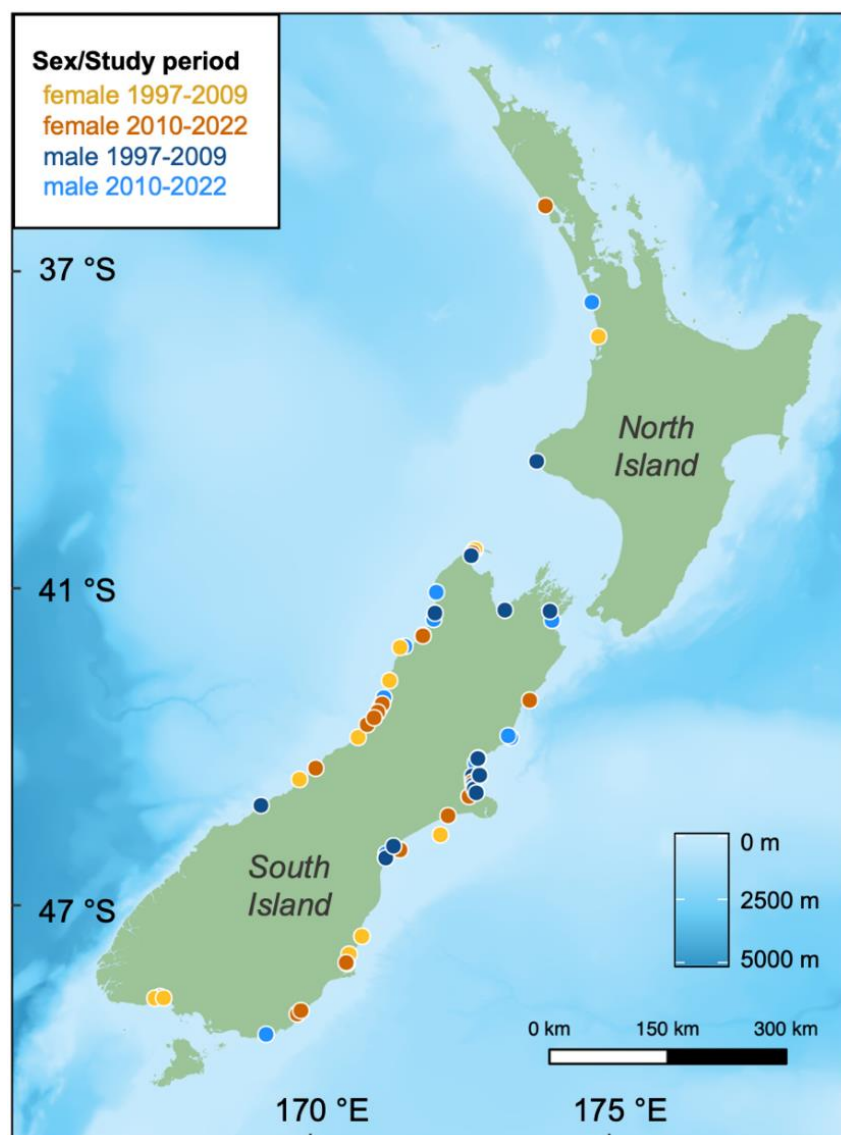 Sex/Study period
female 1997-2009
female 2010-2022
male 1997-2009
male 2010-2022
37 °S
North
Island
41 °S
South
Island
47 °S
0 m
2500 m
5000 m
0 km 150 km 300 km
170 °E 175 °E